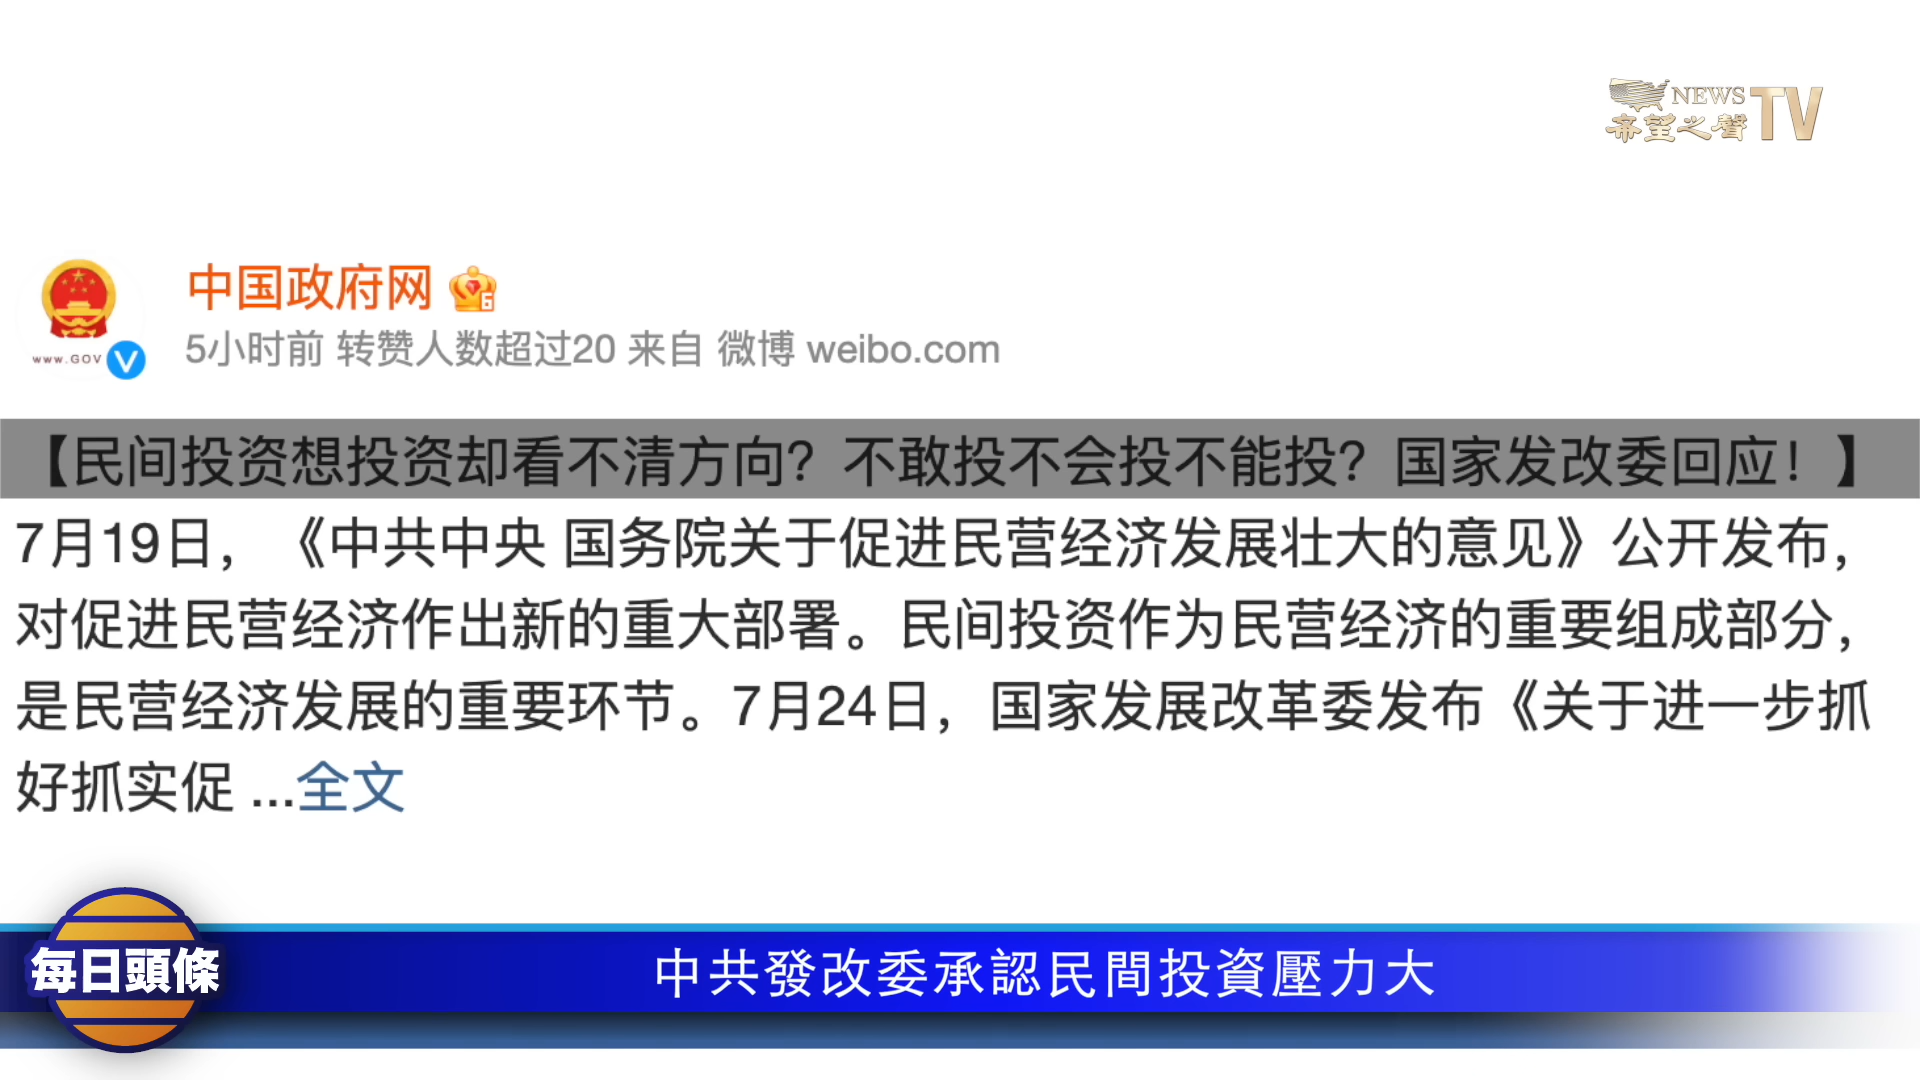 NEWS
希望之聲TV
中国政府网
6
5小时前 转赞人数超过20 来自 微博 weibo.com
www.GOV
V
【民间投资想投资却看不清方向？不敢投不会投不能投？国家发改委回应！】
7月19日，《中共中央 国务院关于促进民营经济发展壮大的意见》公开发布，
对促进民营经济作出新的重大部署。民间投资作为民营经济的重要组成部分，
是民营经济发展的重要环节。7月24日，国家发展改革委发布《关于进一步抓
好抓实促 ...全文
每日頭條
中共發改委承認民間投資壓力大